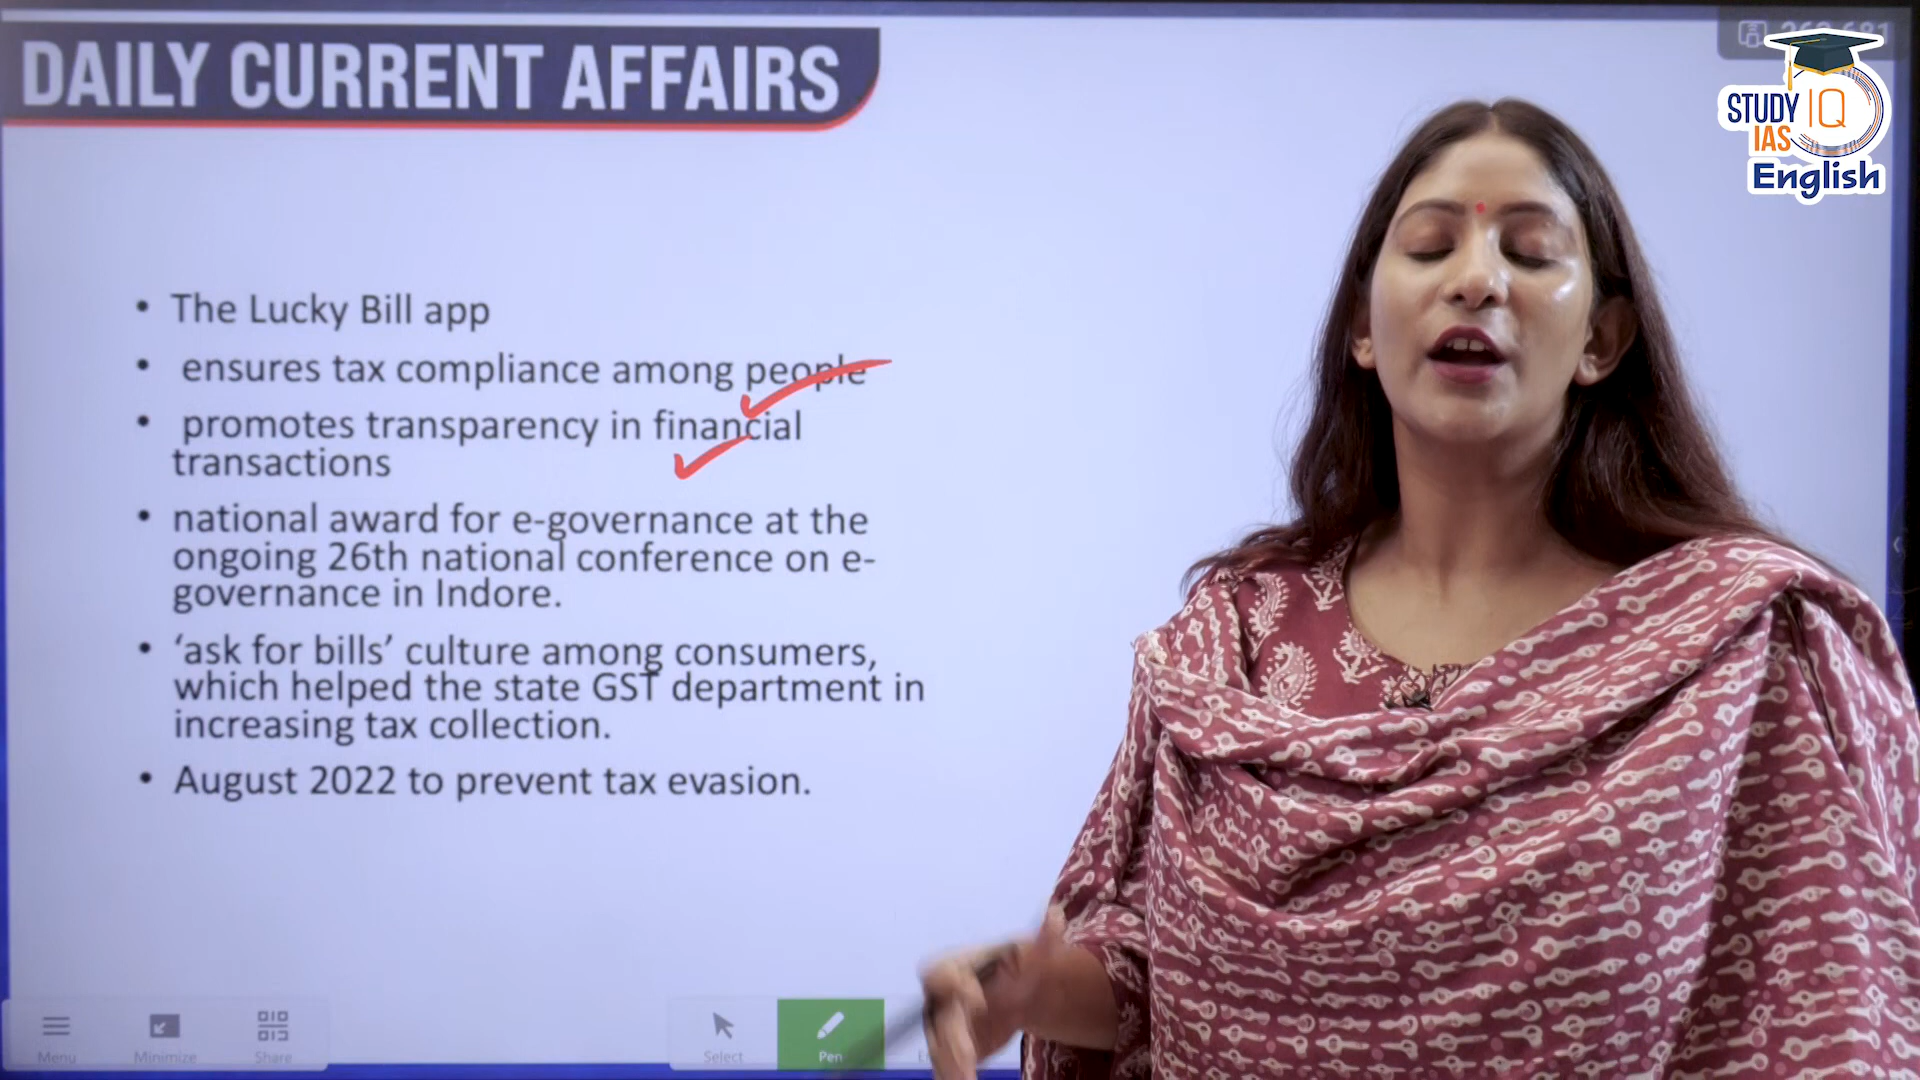 DAILY CURRENT AFFAIRS
STUDY IQ
IAS
English
• The Lucky Bill app
• ensures tax compliance among people
• promotes transparency in financial
transactions
• national award for e-governance at the
ongoing 26th national conference on e-
governance in Indore.
• ‘ask for bills’ culture among consumers,
which helped the state GST department in
increasing tax collection.
• August 2022 to prevent tax evasion.
Menu
Minimize
Share
Select
Pen